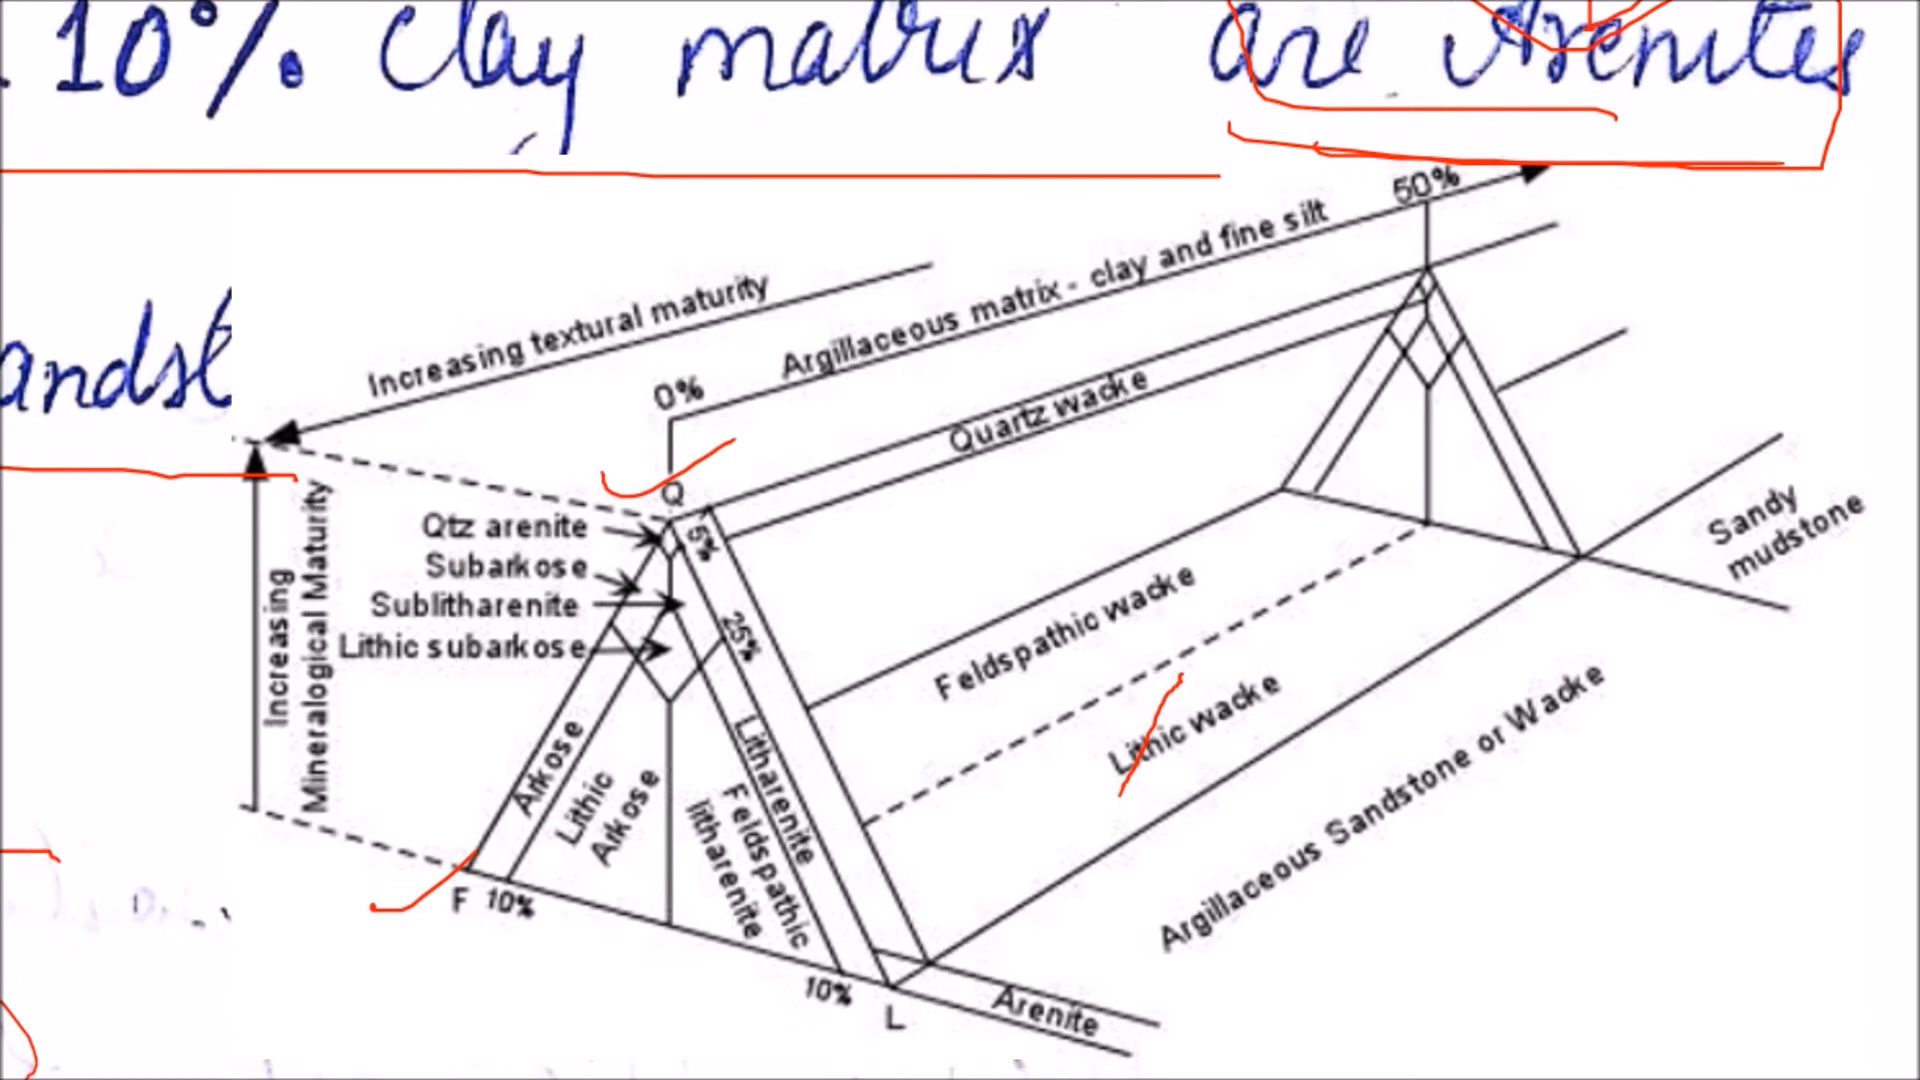 10% Clay matrix are Arenites
andst
50%
Argillaceous matrix - clay and fine silt
Increasing textural maturity
0%
Quartz wacke
Q
Qtz arenite
5%
Subarkose
Sublitharenite
25%
Lithic subarkose
Increasing
Mineralogical Maturity
Sandy
mudstone
Feldspathic wacke
Lithic wacke
Argillaceous Sandstone or Wacke
Arkose
Lithic
Arkose
Litharenite
Feldspathic
litharenite
F 10%
10%
L
Arenite